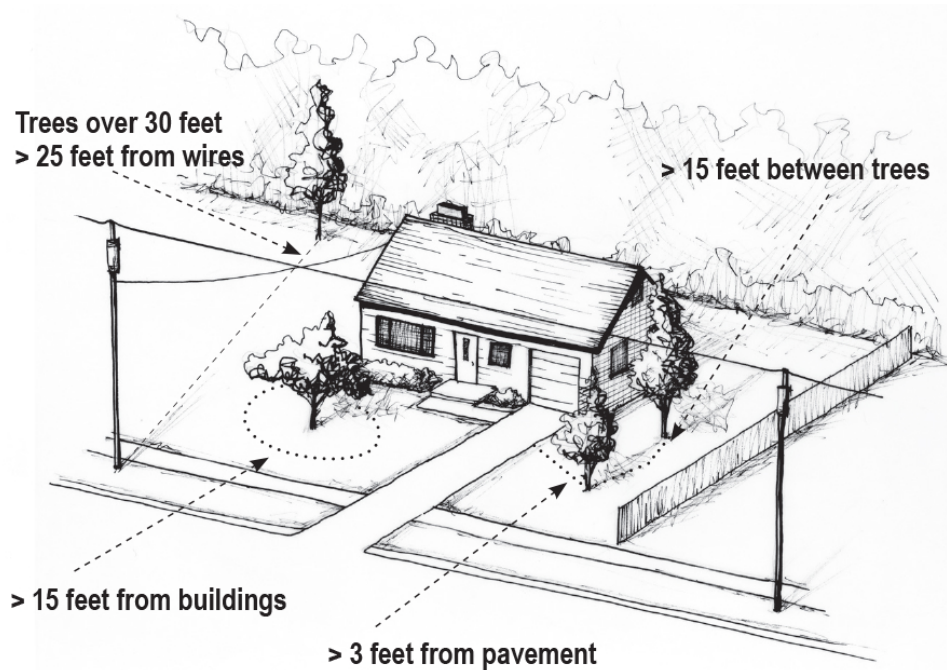 Trees over 30 feet
> 25 feet from wires
> 15 feet between trees
> 15 feet from buildings
> 3 feet from pavement